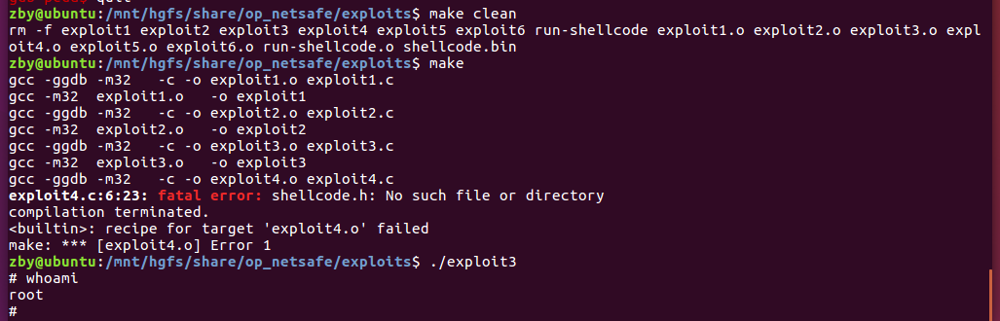 zby@ubuntu:/mnt/hgfs/share/op_netsafe/exploits$ make clean
rm -f exploit1 exploit2 exploit3 exploit4 exploit5 exploit6 run-shellcode exploit1.o exploit2.o exploit3.o expl
oit4.o exploit5.o exploit6.o run-shellcode.o shellcode.bin
zby@ubuntu:/mnt/hgfs/share/op_netsafe/exploits$ make
gcc -ggdb -m32   -c -o exploit1.o exploit1.c
gcc -m32  exploit1.o   -o exploit1
gcc -ggdb -m32   -c -o exploit2.o exploit2.c
gcc -m32  exploit2.o   -o exploit2
gcc -ggdb -m32   -c -o exploit3.o exploit3.c
gcc -m32  exploit3.o   -o exploit3
gcc -ggdb -m32   -c -o exploit4.o exploit4.c
exploit4.c:6:23: fatal error: shellcode.h: No such file or directory
compilation terminated.
<builtin>: recipe for target 'exploit4.o' failed
make: *** [exploit4.o] Error 1
zby@ubuntu:/mnt/hgfs/share/op_netsafe/exploits$ ./exploit3
# whoami
root
#